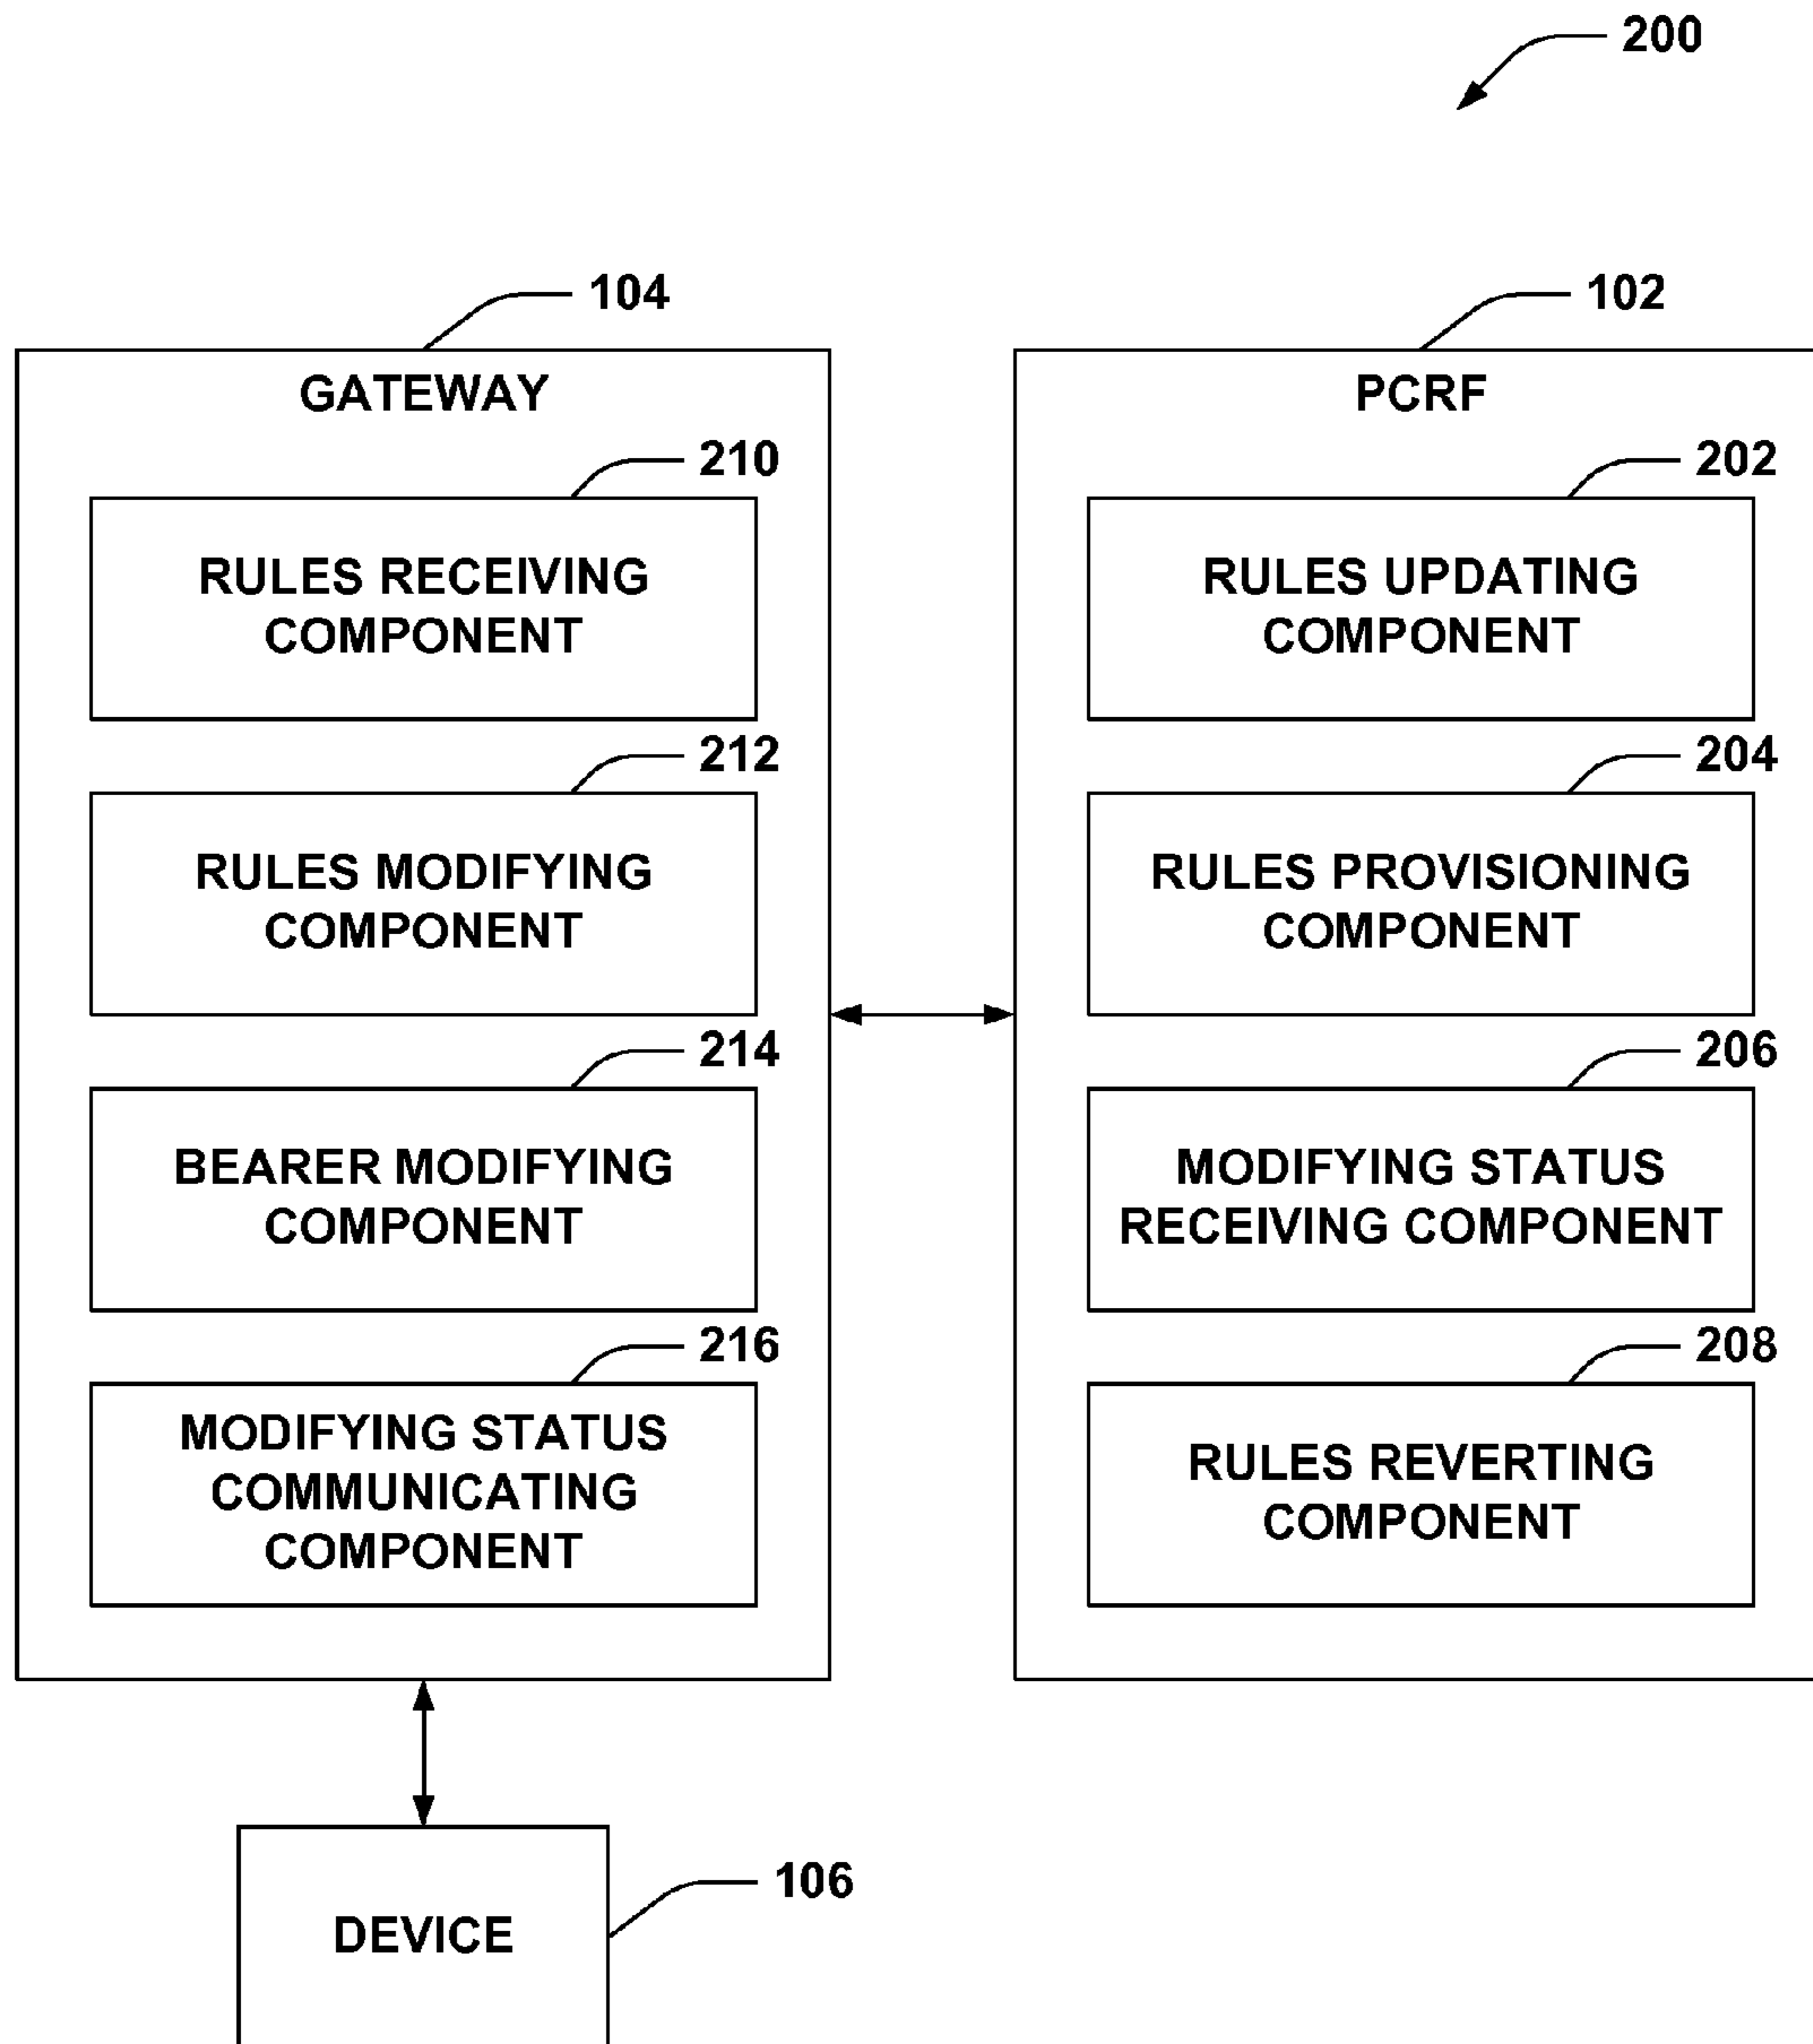 200
104
GATEWAY
210
RULES RECEIVING
COMPONENT
212
RULES MODIFYING
COMPONENT
214
BEARER MODIFYING
COMPONENT
216
MODIFYING STATUS
COMMUNICATING
COMPONENT
102
PCRF
202
RULES UPDATING
COMPONENT
204
RULES PROVISIONING
COMPONENT
206
MODIFYING STATUS
RECEIVING COMPONENT
208
RULES REVERTING
COMPONENT
106
DEVICE